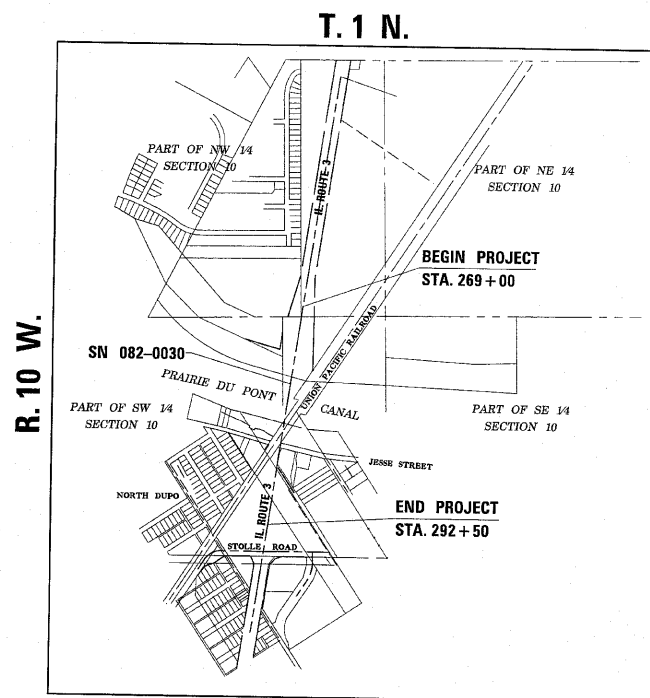 T. 1 N.
PART OF NW 1/4
SECTION 10
IL. ROUTE 3
PART OF NE 1/4
SECTION 10
BEGIN PROJECT
STA. 269+00
R. 10 W.
SN 082-0030
UNION PACIFIC RAILROAD
PRAIRIE DU PONT
CANAL
PART OF SW 1/4
SECTION 10
PART OF SE 1/4
SECTION 10
JESSE STREET
NORTH DUPO
IL. ROUTE 3
END PROJECT
STA. 292+50
STOLLE ROAD